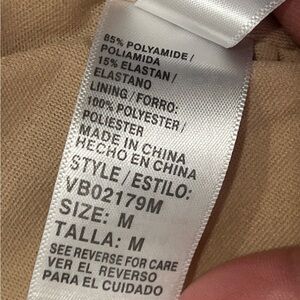 85% POLYAMIDE /
POLIAMIDA
15% ELASTAN /
ELASTANO
LINING / FORRO:
100% POLYESTER /
POLIESTER
MADE IN CHINA
HECHO EN CHINA
STYLE / ESTILO:
VB02179M
SIZE: M
TALLA: M
SEE REVERSE FOR CARE
VER EL REVERSO
PARA EL CUIDADO